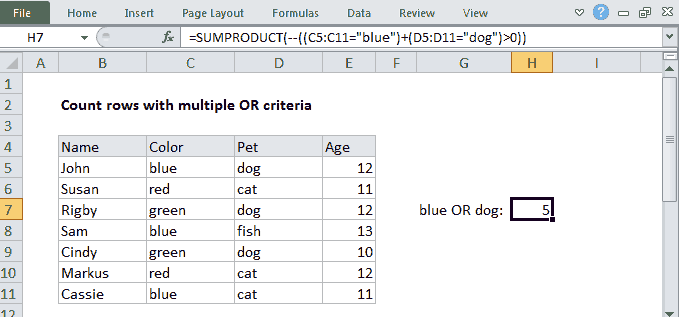 File Home Insert Page Layout Formulas Data View
H7 fx =SUMPRODUCT(--((C5:C11="blue")+(D5:D11="dog")>0))
A B C D E F G H I
1
2 Count rows with multiple OR criteria
3
4 Name Color Pet Age
5 John blue dog 12
6 Susan red cat 11
7 Rigby green dog 12 blue OR dog: 5
8 Sam blue fish 13
9 Cindy green dog 10
10 Markus red cat 12
11 Cassie blue cat 11
12